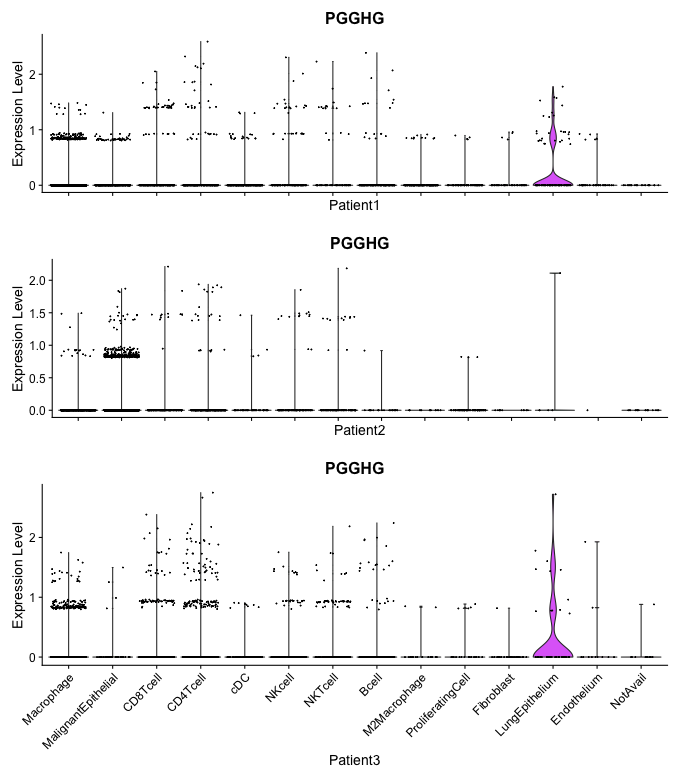 PGGHG
Expression Level
2
1
0
Patient1
PGGHG
Expression Level
2.0
1.5
1.0
0.5
0.0
Patient2
PGGHG
Expression Level
2
1
0
Macrophage
MalignantEpithelial
CD8Tcell
CD4Tcell
cDC
NKcell
NKTcell
Bcell
M2Macrophage
ProliferatingCell
Fibroblast
LungEpithelium
Endothelium
NotAvail
Patient3